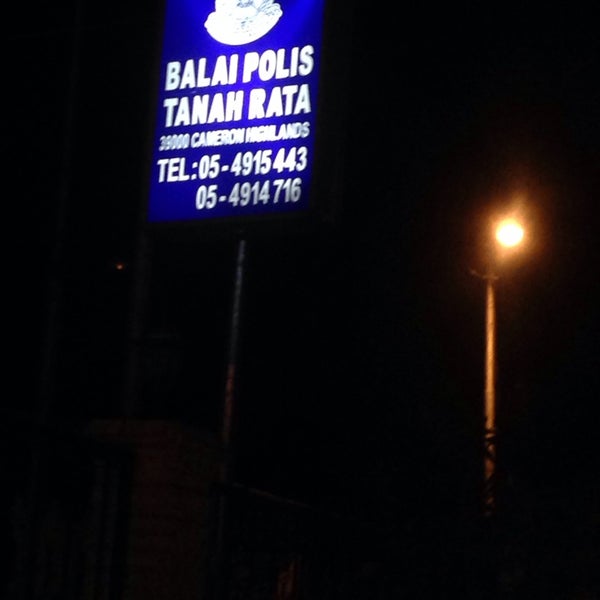 BALAI POLIS
TANAH RATA
39000 CAMERON HIGHLANDS
TEL: 05-4915443
05-4914716